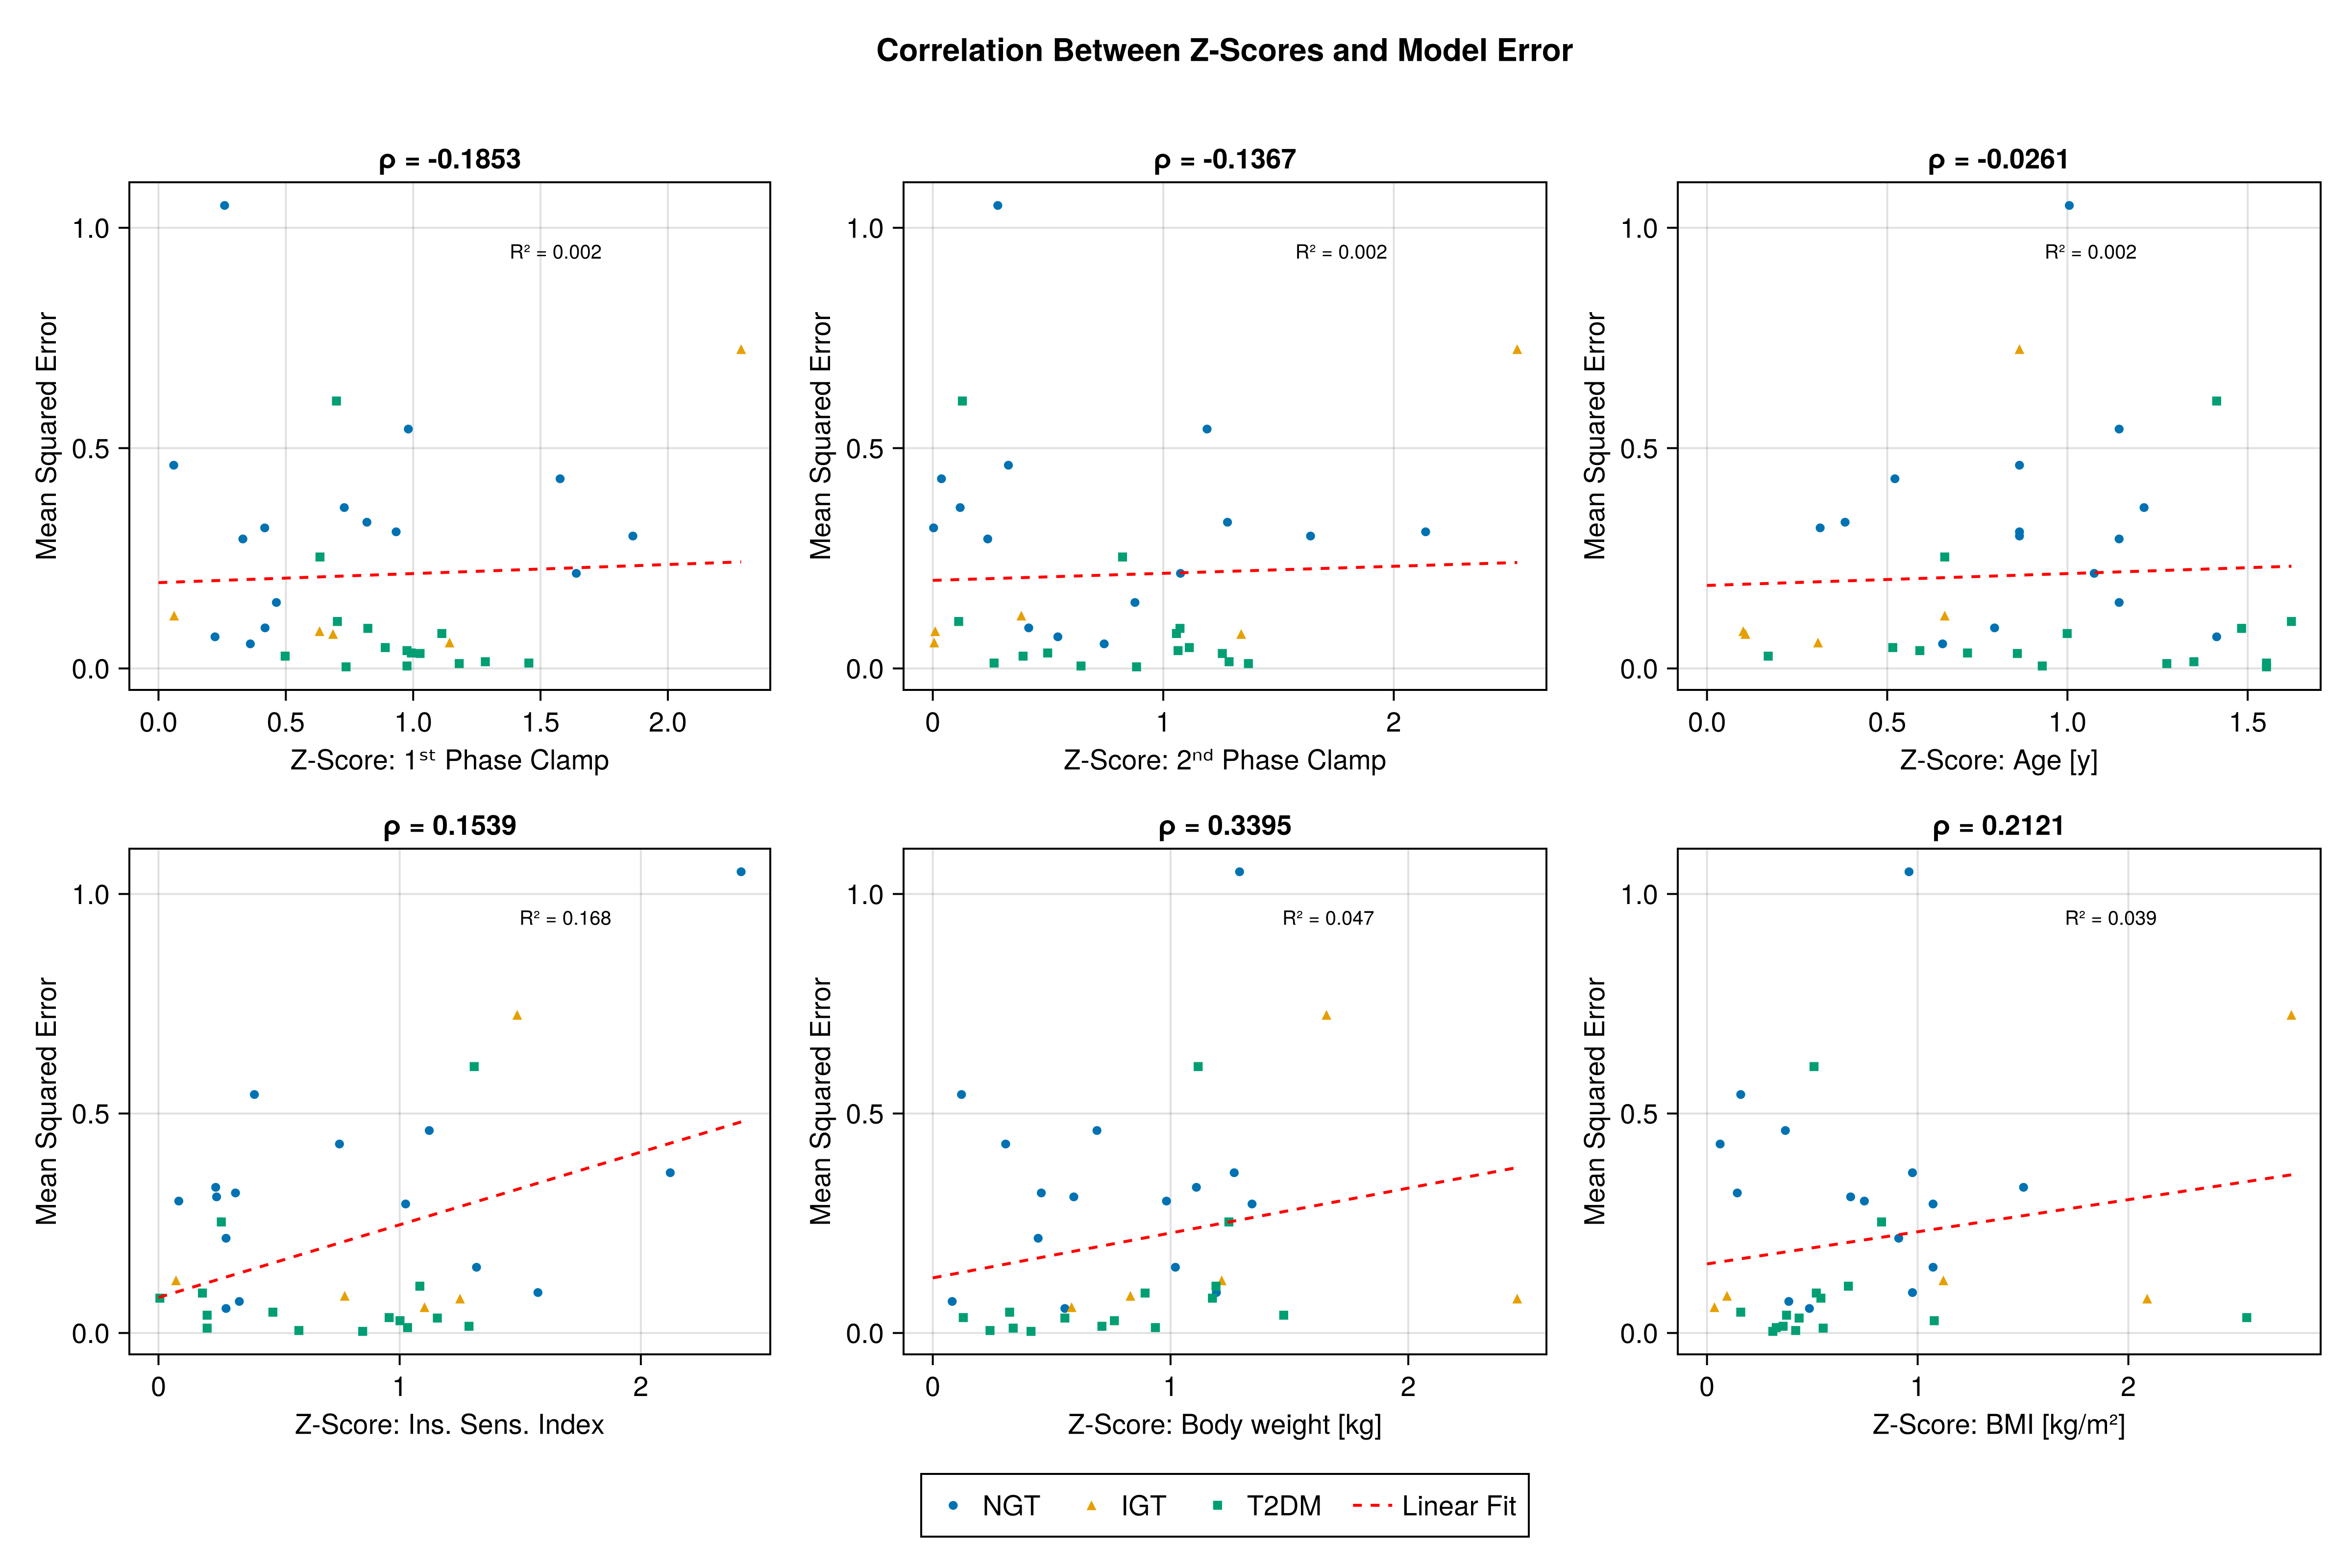 Correlation Between Z-Scores and Model Error
ρ = -0.1853
1.0
0.5
0.0
Mean Squared Error
R² = 0.002
0.0 0.5 1.0 1.5 2.0
Z-Score: 1ˢᵗ Phase Clamp
ρ = -0.1367
1.0
0.5
0.0
Mean Squared Error
R² = 0.002
0 1 2
Z-Score: 2ⁿᵈ Phase Clamp
ρ = -0.0261
1.0
0.5
0.0
Mean Squared Error
R² = 0.002
0.0 0.5 1.0 1.5
Z-Score: Age [y]
ρ = 0.1539
1.0
0.5
0.0
Mean Squared Error
R² = 0.168
0 1 2
Z-Score: Ins. Sens. Index
ρ = 0.3395
1.0
0.5
0.0
Mean Squared Error
R² = 0.047
0 1 2
Z-Score: Body weight [kg]
ρ = 0.2121
1.0
0.5
0.0
Mean Squared Error
R² = 0.039
0 1 2
Z-Score: BMI [kg/m²]
NGT IGT T2DM Linear Fit